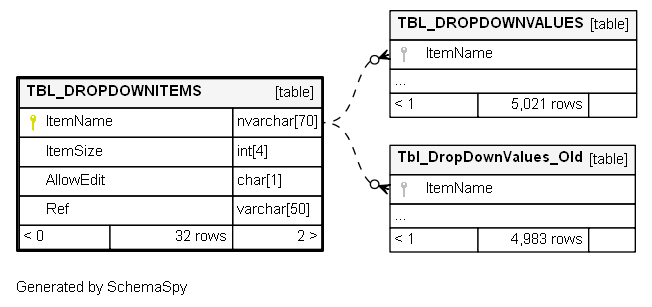 TBL_DROPDOWNVALUES [table]
ItemName
...
< 1 5,021 rows
TBL_DROPDOWNITEMS [table]
ItemName nvarchar[70]
ItemSize int[4]
AllowEdit char[1]
Ref varchar[50]
< 0 32 rows 2 >
Tbl_DropDownValues_Old [table]
ItemName
...
< 1 4,983 rows
Generated by SchemaSpy